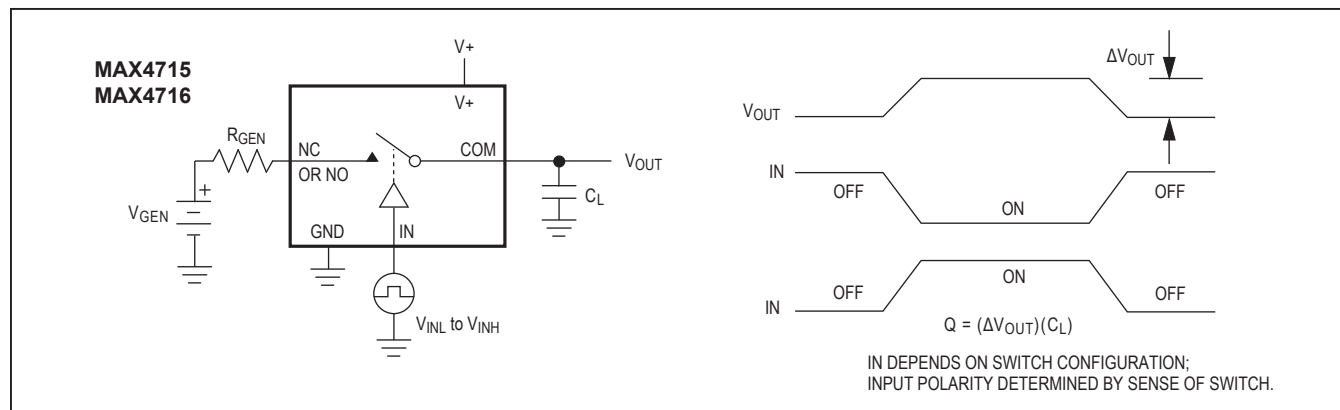 MAX4715
MAX4716
V+
V+
RGEN
NC
OR NO
COM
VOUT
CL
VGEN
+
GND
IN
VINL to VINH
ΔVOUT
VOUT
IN
OFF
ON
OFF
IN
OFF
ON
OFF
Q = (ΔVOUT)(CL)
IN DEPENDS ON SWITCH CONFIGURATION;
INPUT POLARITY DETERMINED BY SENSE OF SWITCH.